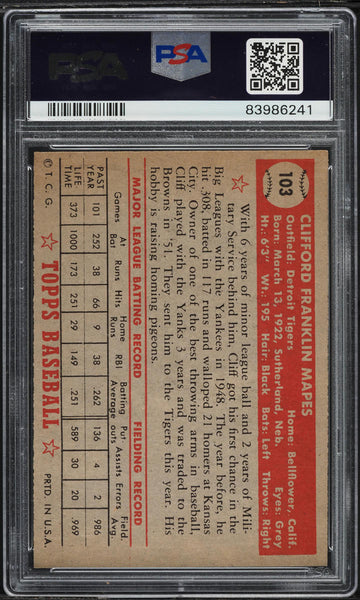 PSA
PSA
83986241
103
CLIFFORD FRANKLIN MAPES
Outfield: Detroit Tigers Home: Bellflower, Calif.
Born: March 13, 1922, Sutherland, Neb. Eyes: Grey
Ht.: 6'3" Wt.: 195 Hair: Black Bats: Left Throws: Right
With 6 years of minor league ball and 2 years of Mili-
tary Service behind him, Cliff got his first chance in the
Big Leagues with the Yankees in 1948. The year before, he
hit .308, batted in 117 runs and walloped 21 homers at Kansas
City. Owner of one of the best throwing arms in baseball,
Cliff played with the Yanks 3 years and was traded to the
Browns in '51. They sent him to the Tigers this year. His
hobby is raising homing pigeons.
MAJOR LEAGUE BATTING RECORD FIELDING RECORD
Games At Bat Runs Hits Home Runs RBI Batting Average Put outs Assists Errors Field. Avg.
PAST YEAR 101 252 38 66 9 38 .262 136 4 2 .986
LIFE TIME 373 1000 173 251 29 149 .251 589 30 20 .969
© T. C. G. TOPPS BASEBALL PRTD. IN U.S.A.